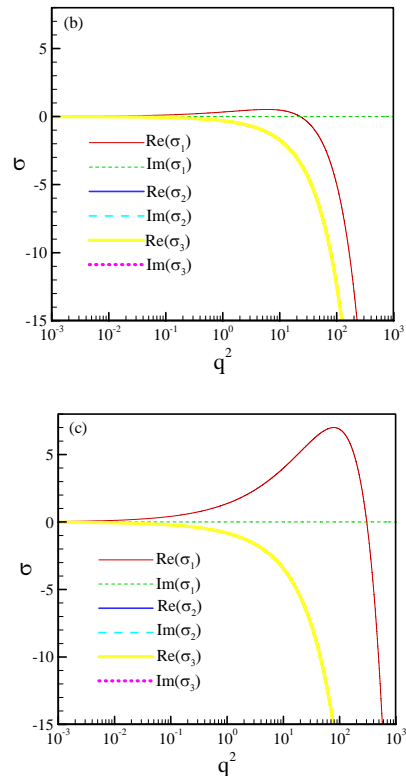 (b)
5
0
-5
-10
-15
σ
Re(σ₁)
Im(σ₁)
Re(σ₂)
Im(σ₂)
Re(σ₃)
Im(σ₃)
10⁻³ 10⁻² 10⁻¹ 10⁰ 10¹ 10² 10³
q²
(c)
5
0
-5
-10
-15
σ
Re(σ₁)
Im(σ₁)
Re(σ₂)
Im(σ₂)
Re(σ₃)
Im(σ₃)
10⁻³ 10⁻² 10⁻¹ 10⁰ 10¹ 10² 10³
q²